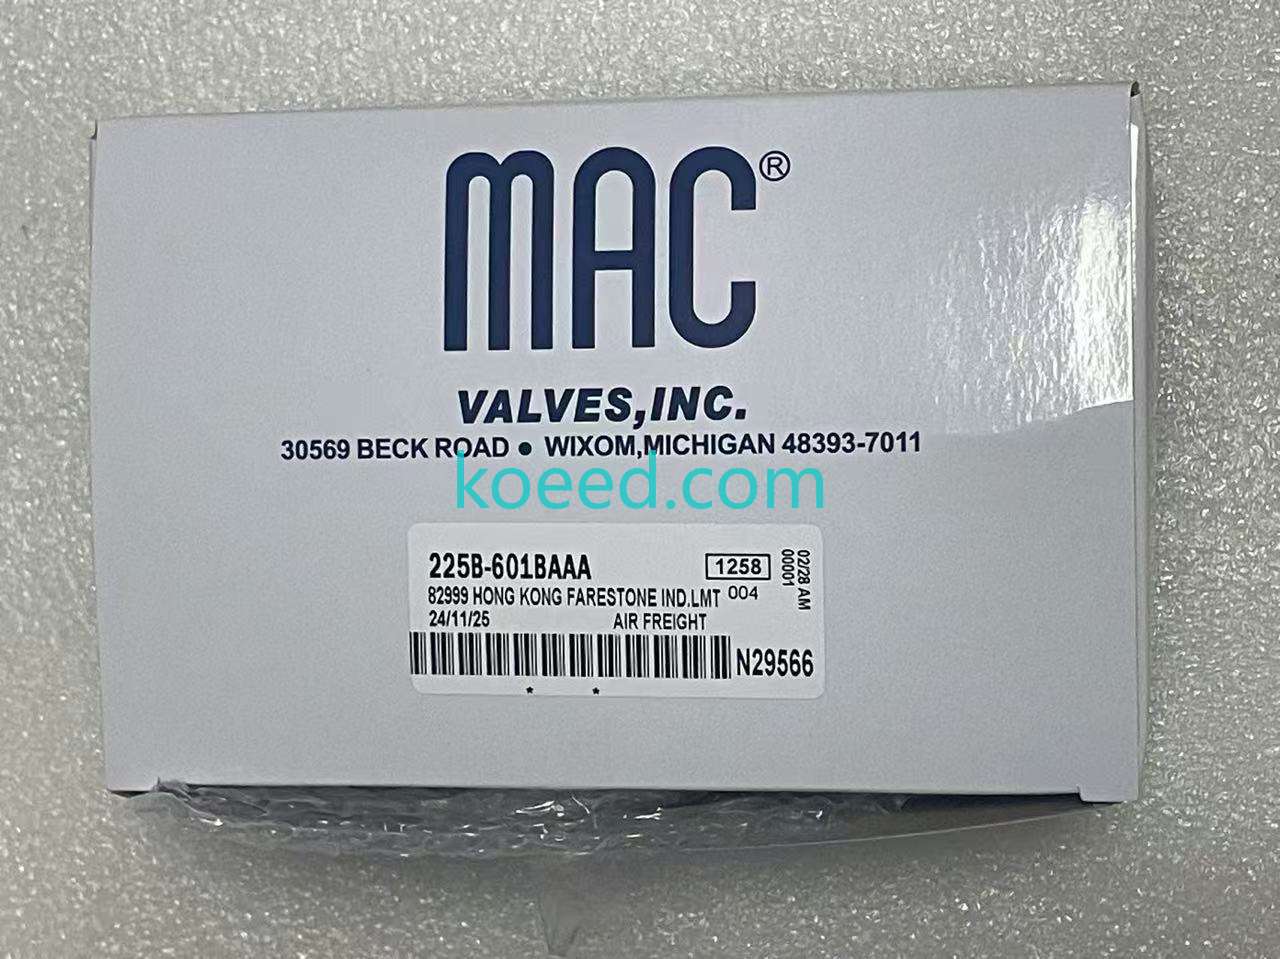 MAC®
VALVES,INC.
30569 BECK ROAD ● WIXOM,MICHIGAN 48393-7011
koeed.com
225B-601BAAA
1258
82999 HONG KONG FARESTONE IND.LMT 004
24/11/25 AIR FREIGHT
N29566
* *
02/28 AM
00001